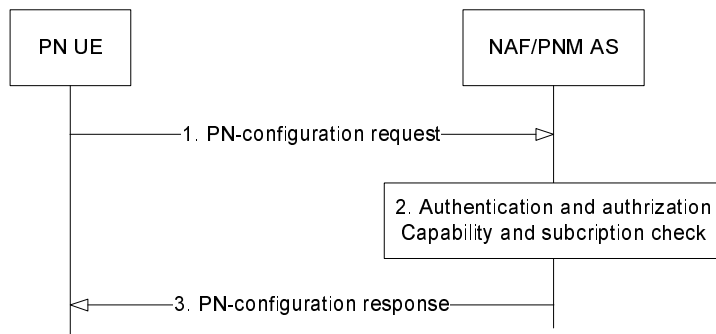 PN UE
NAF/PNM AS
1. PN-configuration request
2. Authentication and authrization
Capability and subcription check
3. PN-configuration response